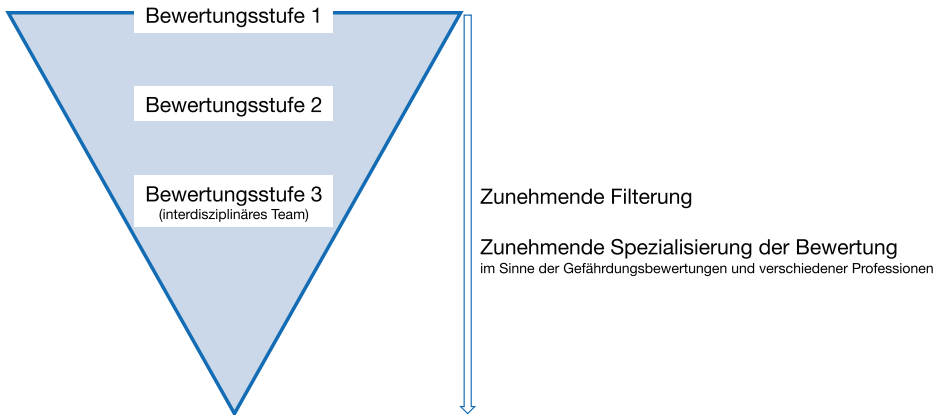 Bewertungsstufe 1
Bewertungsstufe 2
Bewertungsstufe 3
(interdisziplinäres Team)
Zunehmende Filterung
Zunehmende Spezialisierung der Bewertung
im Sinne der Gefährdungsbewertungen und verschiedener Professionen